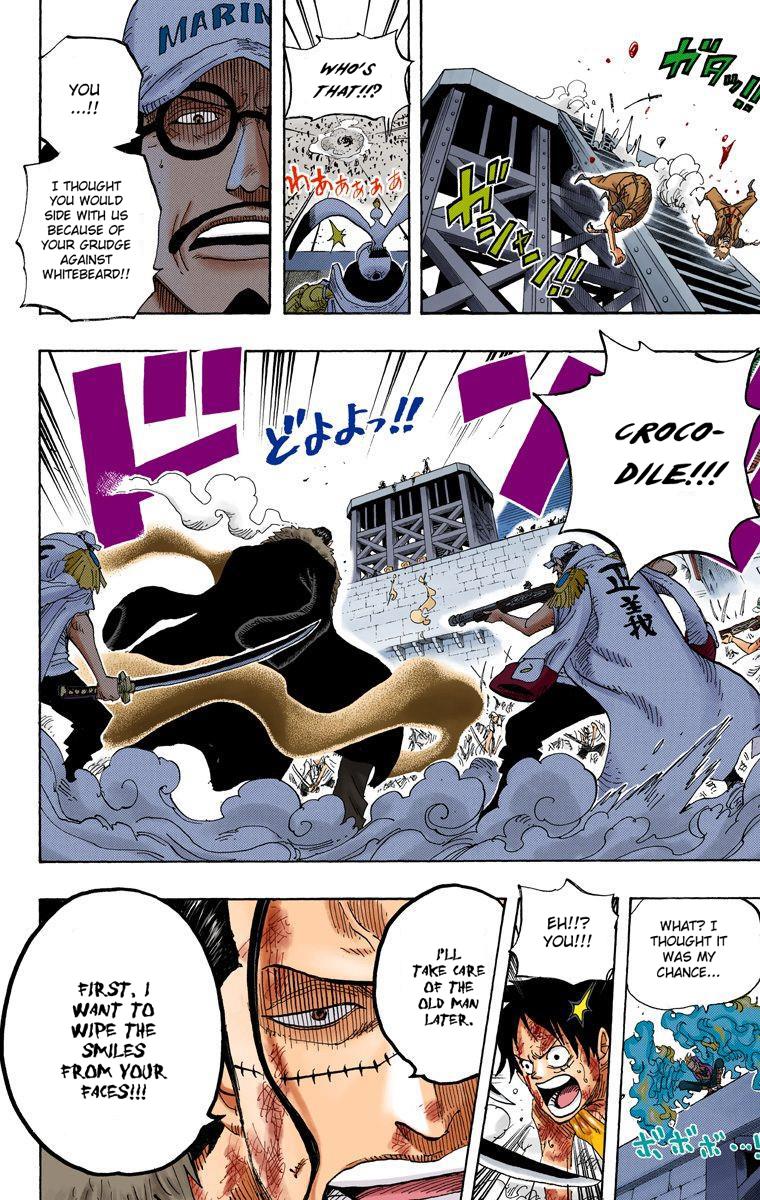 ガタッ!!
ガシャン!!
WHO'S
THAT!!?
わあぁぁぁぁ
MARIN
YOU
...!!
I THOUGHT
YOU WOULD
SIDE WITH US
BECAUSE OF
YOUR GRUDGE
AGAINST
WHITEBEARD!!
CROCO-
DILE!!!
ドン
どよよっ!!
正義
WHAT? I
THOUGHT
IT WAS
MY
CHANCE...
ボボボ...!!
EH!!?
YOU!!!
I'LL
TAKE CARE
OF THE
OLD MAN
LATER.
FIRST, I
WANT TO
WIPE THE
SMILES
FROM YOUR
FACES!!!